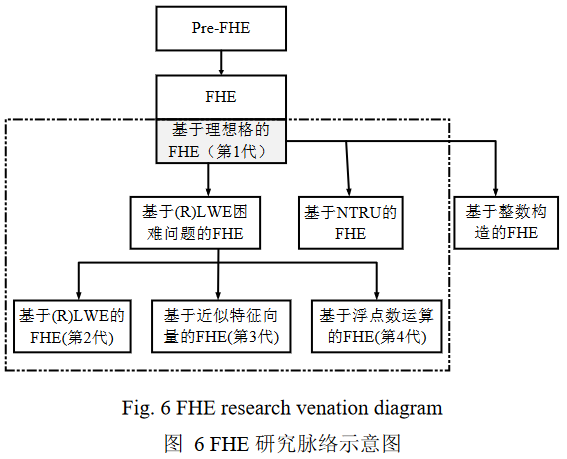 Pre-FHE
FHE
基于理想格的
FHE（第1代）
基于(R)LWE困
难问题的FHE
基于NTRU的
FHE
基于整数构
造的FHE
基于(R)LWE的
FHE(第2代)
基于近似特征向
量的FHE(第3代)
基于浮点数运算
的FHE(第4代)
Fig. 6 FHE research venation diagram
图 6 FHE 研究脉络示意图